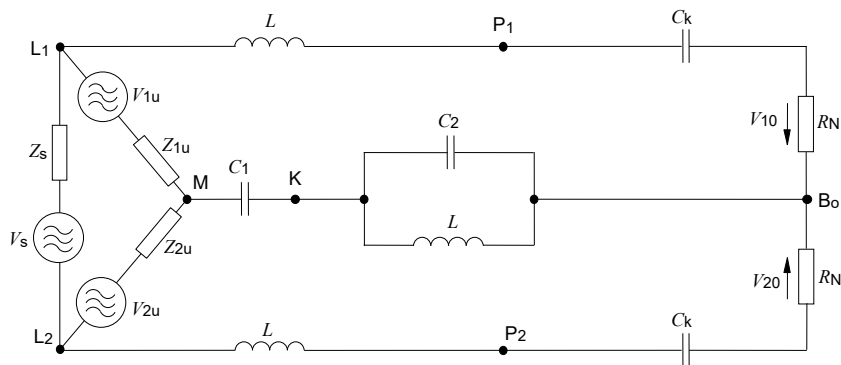 L P1 Ck
L1
V1u
V10 RN
C2
Zs Z1u
M C1 K
Bo
Vs Z2u L
V20 RN
V2u
L Ck
L2
P2